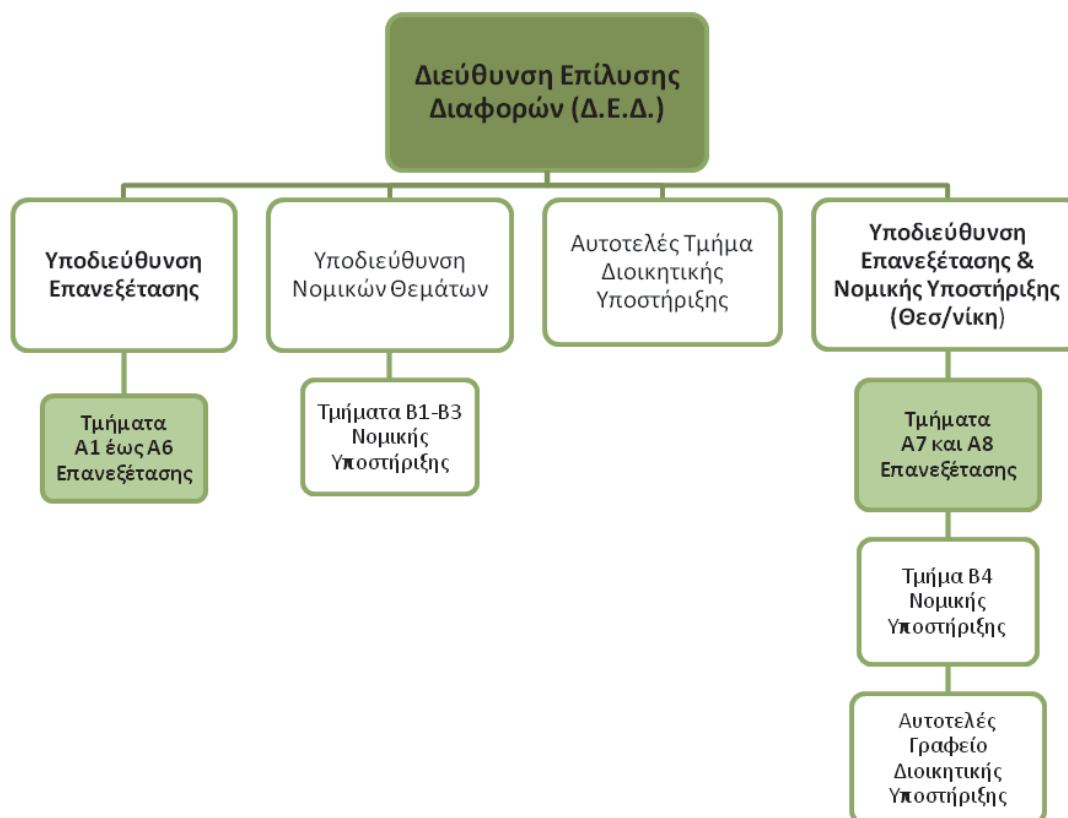 Διεύθυνση Επίλυσης
Διαφορών (Δ.Ε.Δ.)
Υποδιεύθυνση
Επανεξέτασης
Υποδιεύθυνση
Νομικών Θεμάτων
Αυτοτελές Τμήμα
Διοικητικής
Υποστήριξης
Υποδιεύθυνση
Επανεξέτασης &
Νομικής Υποστήριξης
(Θεσ/νίκη)
Τμήματα
Α1 έως Α6
Επανεξέτασης
Τμήματα Β1-Β3
Νομικής
Υποστήριξης
Τμήματα
Α7 και Α8
Επανεξέτασης
Τμήμα Β4
Νομικής
Υποστήριξης
Αυτοτελές
Γραφείο
Διοικητικής
Υποστήριξης